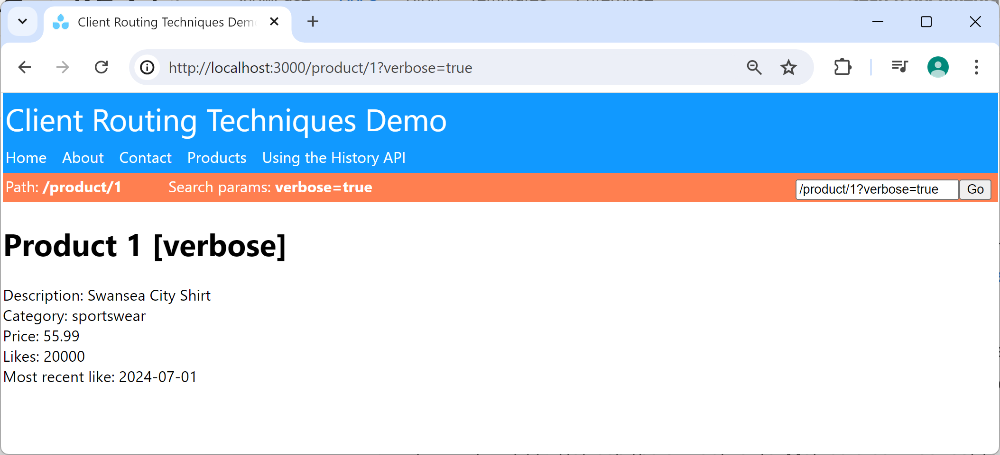 Client Routing Techniques Dem
http://localhost:3000/product/1?verbose=true
Client Routing Techniques Demo
Home About Contact Products Using the History API
Path: /product/1 Search params: verbose=true /product/1?verbose=true Go
Product 1 [verbose]
Description: Swansea City Shirt
Category: sportswear
Price: 55.99
Likes: 20000
Most recent like: 2024-07-01